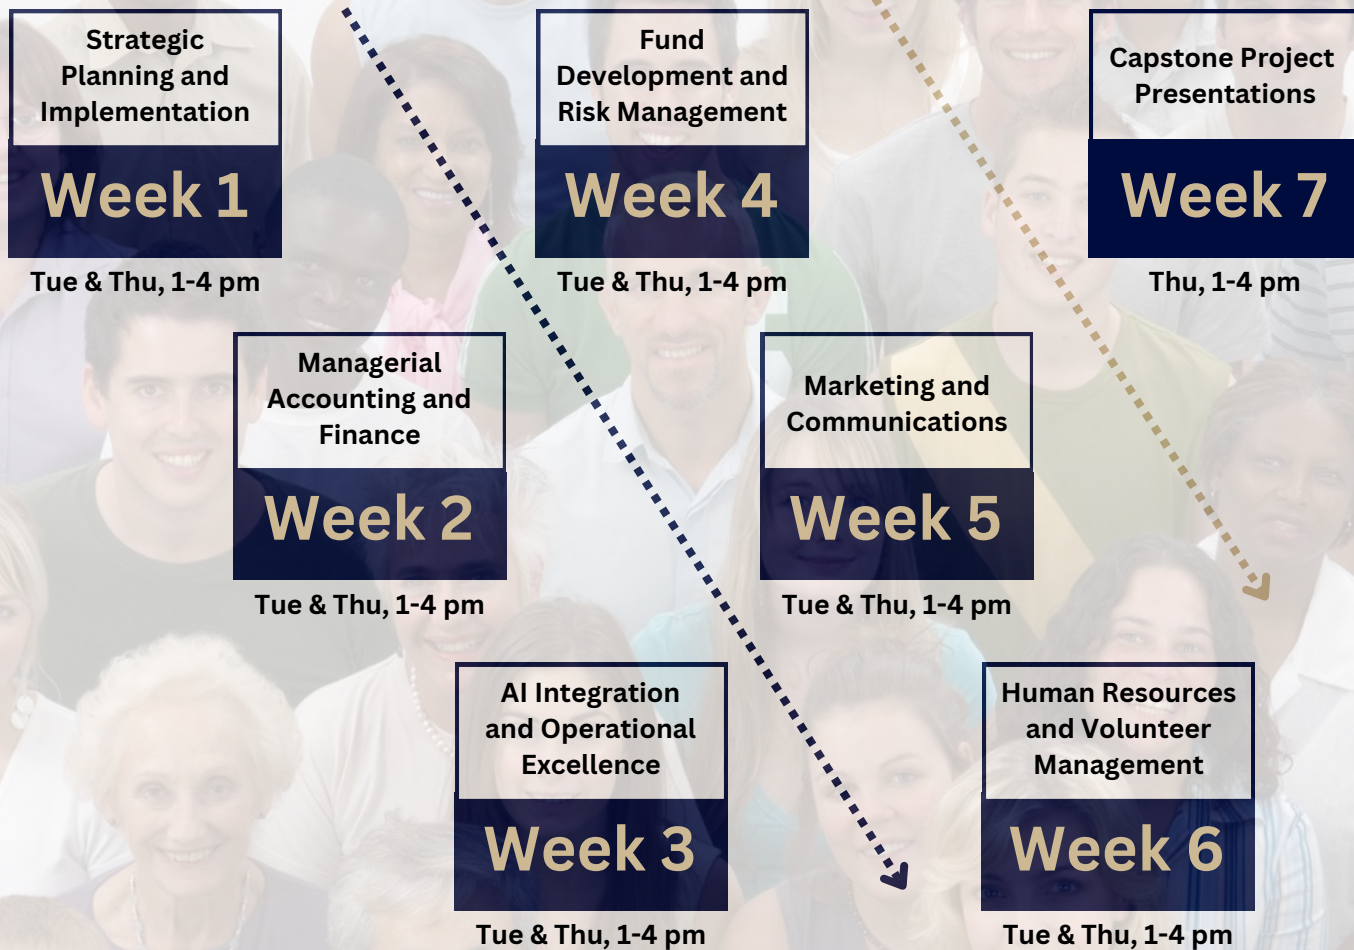 Strategic
Planning and
Implementation
Week 1
Tue & Thu, 1-4 pm
Managerial
Accounting and
Finance
Week 2
Tue & Thu, 1-4 pm
AI Integration
and Operational
Excellence
Week 3
Tue & Thu, 1-4 pm
Fund
Development and
Risk Management
Week 4
Tue & Thu, 1-4 pm
Marketing and
Communications
Week 5
Tue & Thu, 1-4 pm
Human Resources
and Volunteer
Management
Week 6
Tue & Thu, 1-4 pm
Capstone Project
Presentations
Week 7
Thu, 1-4 pm